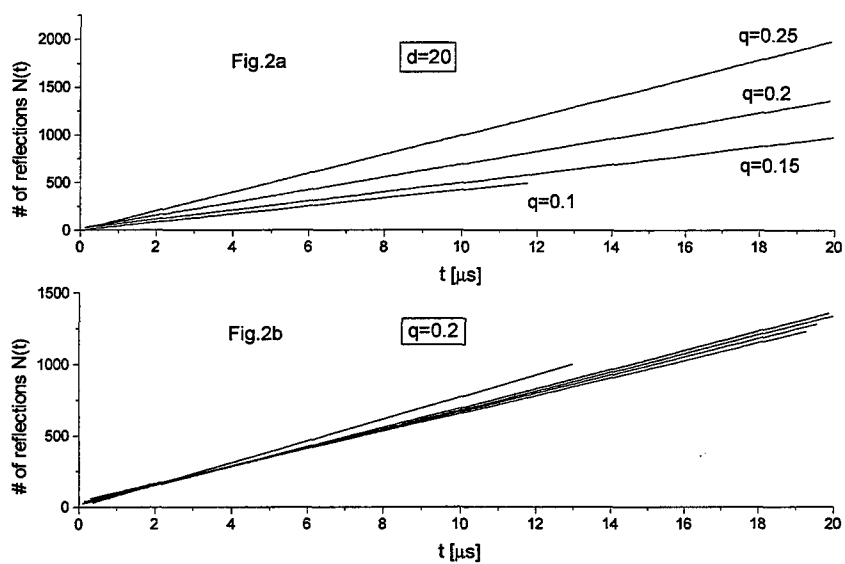 # of reflections N(t)
2000
1500
1000
500
0
Fig.2a
d=20
q=0.25
q=0.2
q=0.15
q=0.1
0 2 4 6 8 10 12 14 16 18 20
t [μs]
# of reflections N(t)
1500
1000
500
0
Fig.2b
q=0.2
0 2 4 6 8 10 12 14 16 18 20
t [μs]